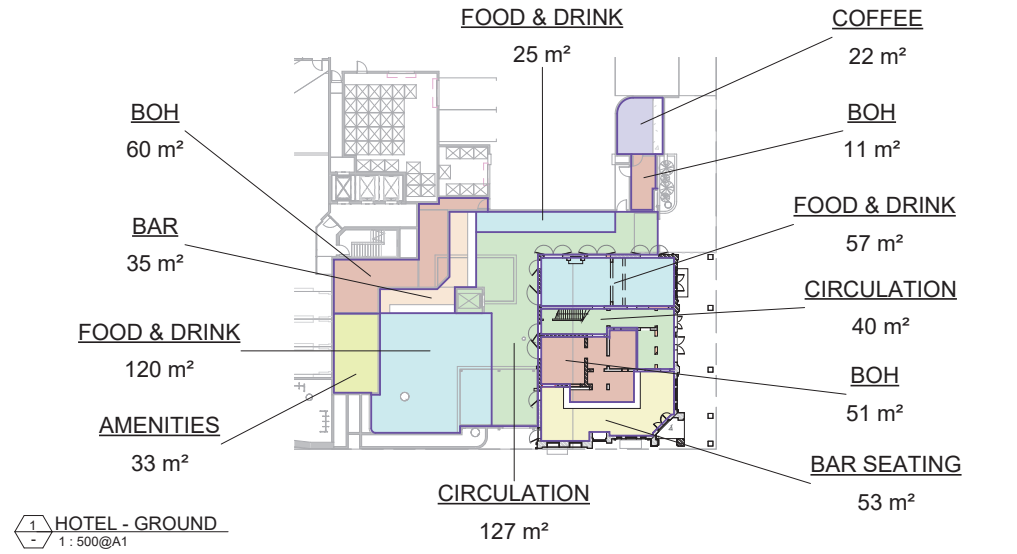 FOOD & DRINK
25 m²
COFFEE
22 m²
BOH
60 m²
BOH
11 m²
BAR
35 m²
FOOD & DRINK
57 m²
FOOD & DRINK
120 m²
CIRCULATION
40 m²
AMENITIES
33 m²
BOH
51 m²
BAR SEATING
53 m²
CIRCULATION
127 m²
1
-
HOTEL - GROUND
1 : 500@A1